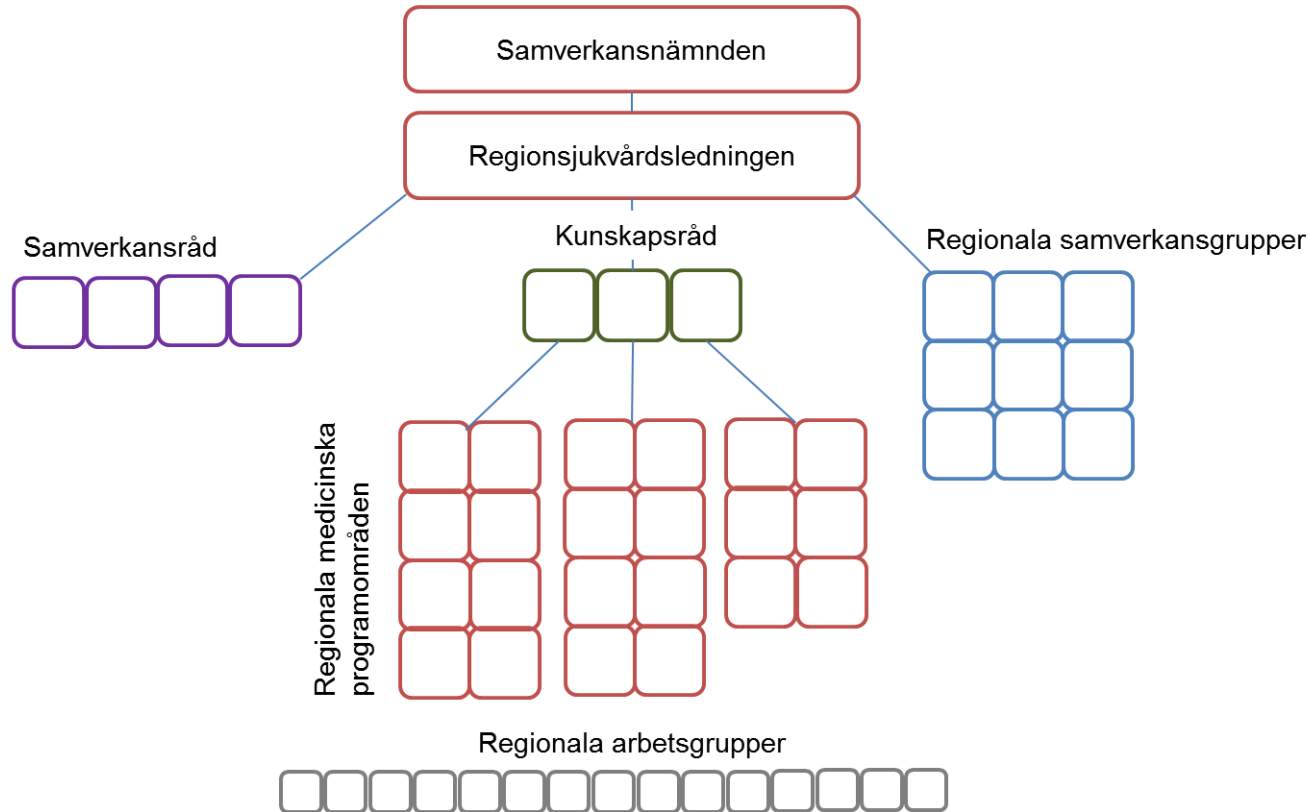 Samverkansnämnden
Regionsjukvårdsledningen
Samverkansråd
Kunskapsråd
Regionala samverkansgrupper
Regionala medicinska
programområden
Regionala arbetsgrupper